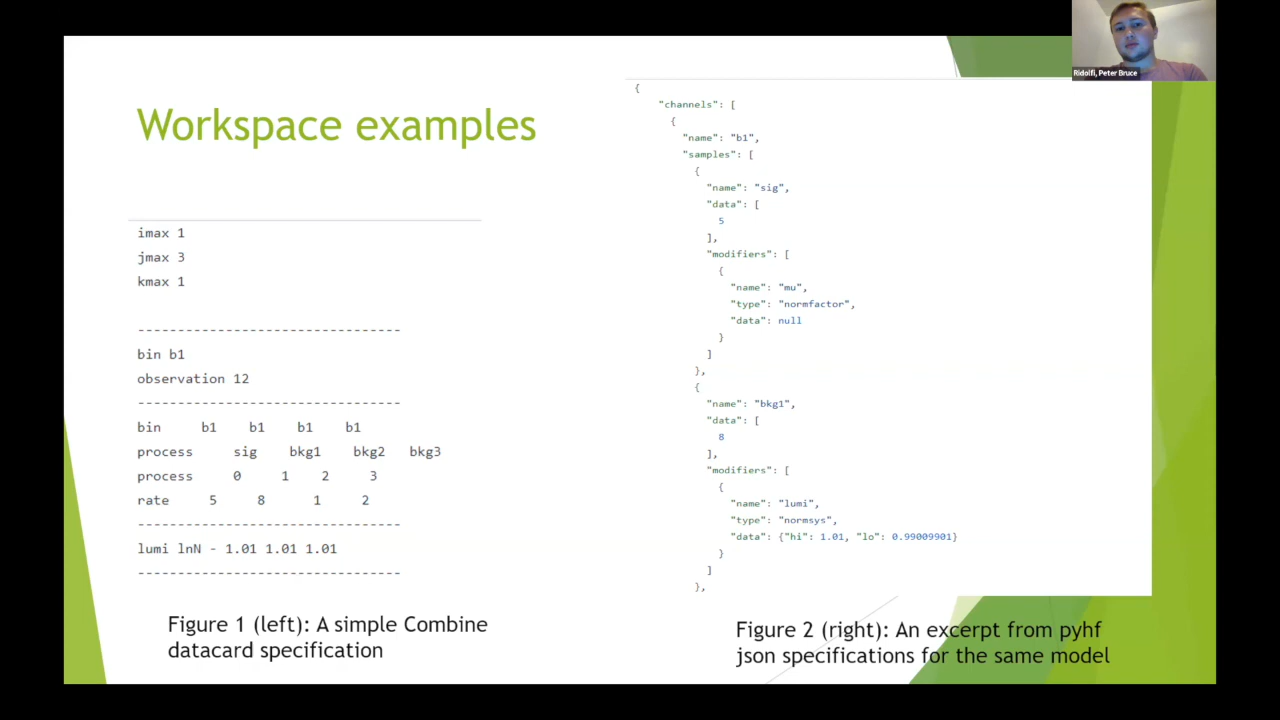 Ridolfi, Peter Bruce
Workspace examples
imax 1
jmax 3
kmax 1
---------------------------------
bin b1
observation 12
---------------------------------
bin b1 b1 b1 b1
process sig bkg1 bkg2 bkg3
process 0 1 2 3
rate 5 8 1 2
---------------------------------
lumi lnN - 1.01 1.01 1.01
---------------------------------
Figure 1 (left): A simple Combine
datacard specification
{
"channels": [
{
"name": "b1",
"samples": [
{
"name": "sig",
"data": [
5
],
"modifiers": [
{
"name": "mu",
"type": "normfactor",
"data": null
}
]
},
{
"name": "bkg1",
"data": [
8
],
"modifiers": [
{
"name": "lumi",
"type": "normsys",
"data": {"hi": 1.01, "lo": 0.99009901}
}
]
},
Figure 2 (right): An excerpt from pyhf
json specifications for the same model